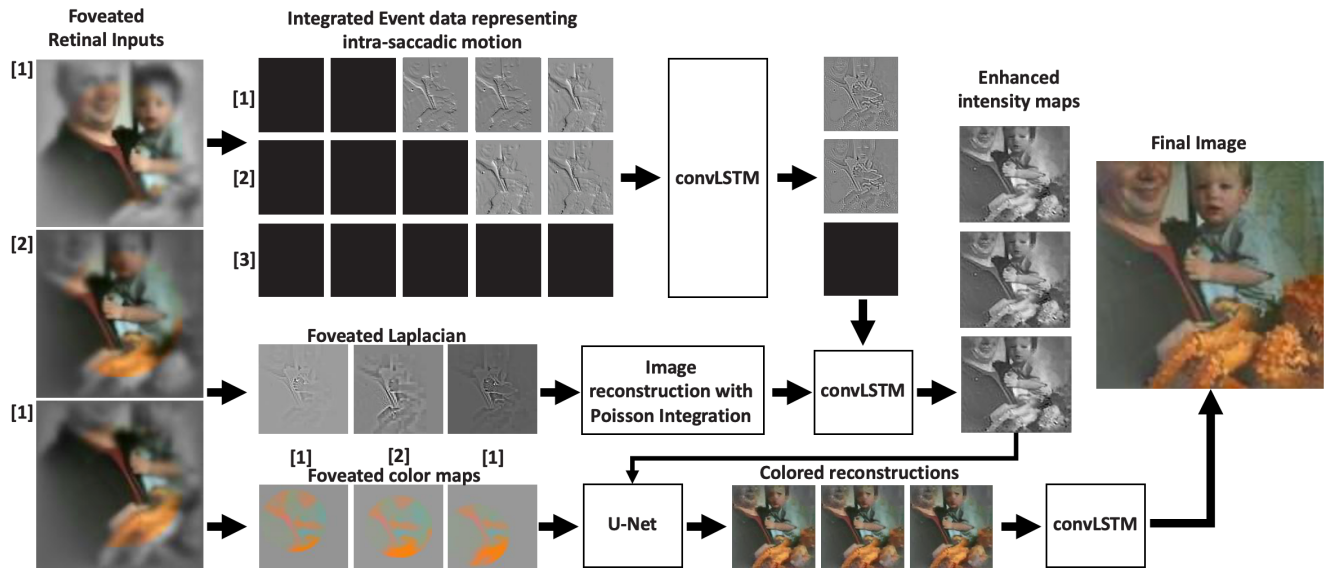 Foveated
Retinal Inputs
Integrated Event data representing
intra-saccadic motion
[1]
[1]
Enhanced
intensity maps
Final Image
[2]
convLSTM
[2]
[3]
Foveated Laplacian
Image
reconstruction with
Poisson Integration
convLSTM
[1]
[1]
[2]
[1]
Foveated color maps
Colored reconstructions
U-Net
convLSTM